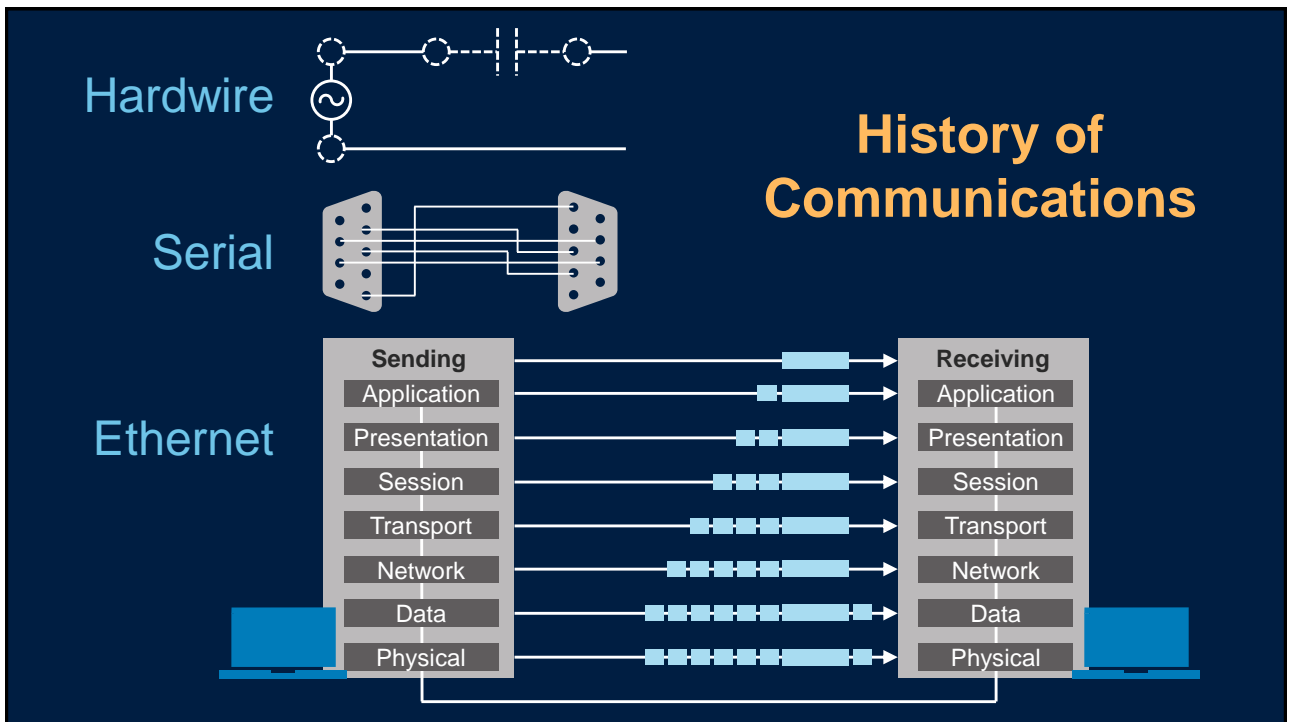 Hardwire
History of
Communications
Serial
Ethernet
Sending
Application
Presentation
Session
Transport
Network
Data
Physical
Receiving
Application
Presentation
Session
Transport
Network
Data
Physical